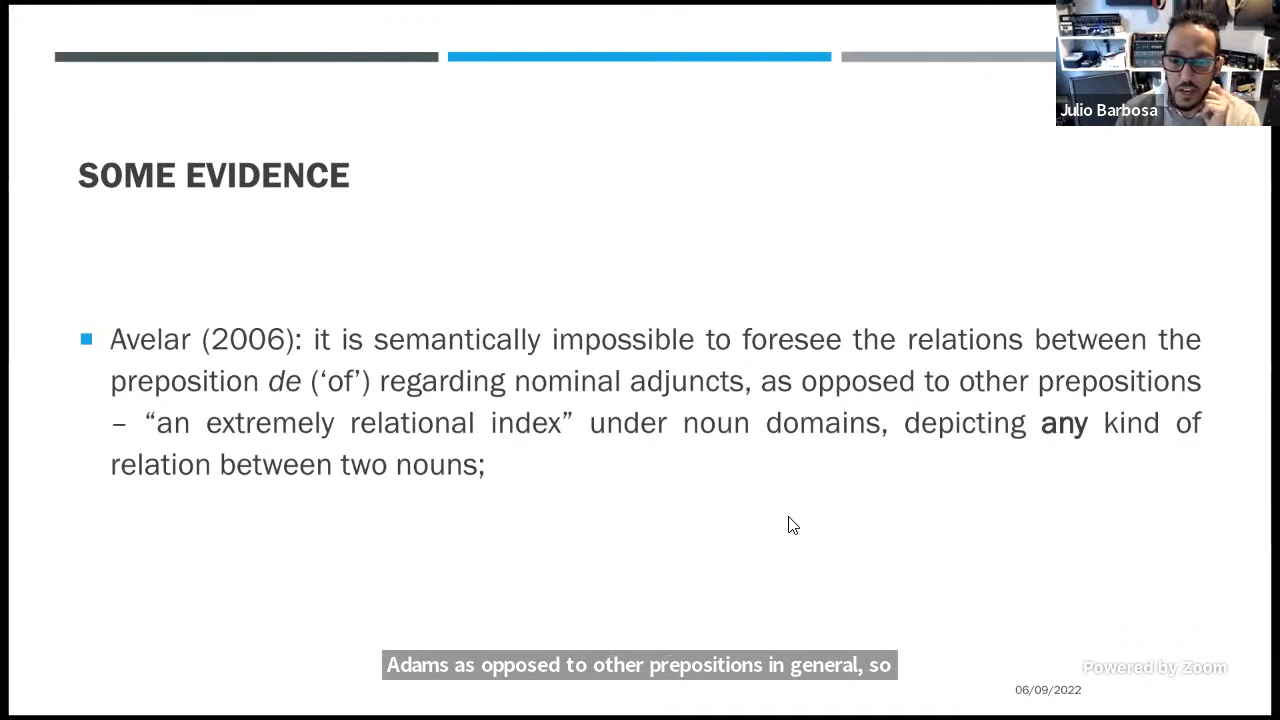 Julio Barbosa
SOME EVIDENCE
Avelar (2006): it is semantically impossible to foresee the relations between the
preposition de (‘of’) regarding nominal adjuncts, as opposed to other prepositions
– “an extremely relational index” under noun domains, depicting any kind of
relation between two nouns;
Adams as opposed to other prepositions in general, so
Powered by Zoom
06/09/2022